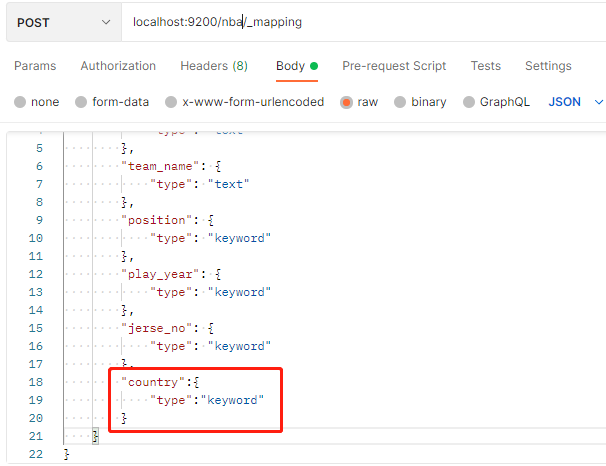 POST
localhost:9200/nba/_mapping
Params Authorization Headers (8) Body Pre-request Script Tests Settings
none form-data x-www-form-urlencoded raw binary GraphQL JSON
5 },
6 "team_name": {
7 "type": "text"
8 },
9 "position": {
10 "type": "keyword"
11 },
12 "play_year": {
13 "type": "keyword"
14 },
15 "jerse_no": {
16 "type": "keyword"
17 },
18 "country":{
19 "type":"keyword"
20 }
21 }
22 }